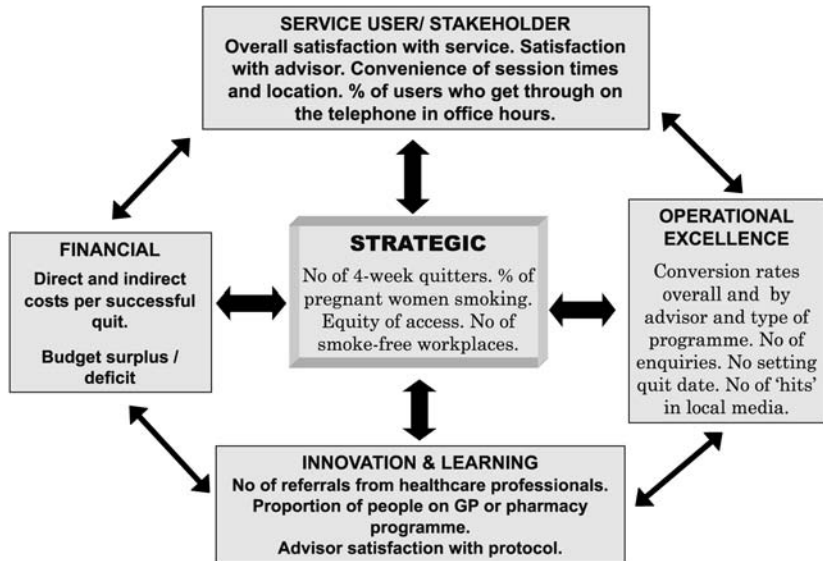 SERVICE USER/ STAKEHOLDER
Overall satisfaction with service. Satisfaction
with advisor. Convenience of session times
and location. % of users who get through on
the telephone in office hours.
FINANCIAL
Direct and indirect
costs per successful
quit.
Budget surplus /
deficit
STRATEGIC
No of 4-week quitters. % of
pregnant women smoking.
Equity of access. No of
smoke-free workplaces.
OPERATIONAL
EXCELLENCE
Conversion rates
overall and by
advisor and type of
programme. No of
enquiries. No setting
quit date. No of ‘hits’
in local media.
INNOVATION & LEARNING
No of referrals from healthcare professionals.
Proportion of people on GP or pharmacy
programme.
Advisor satisfaction with protocol.